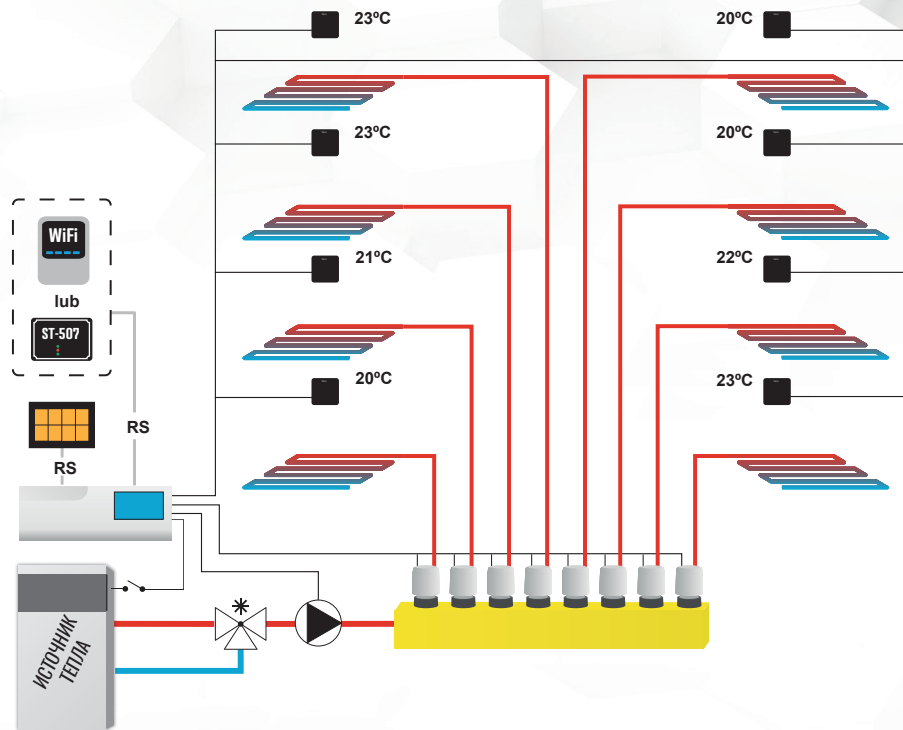 23ºC
20ºC
23ºC
20ºC
WiFi
21ºC
22ºC
lub
ST-507
20ºC
23ºC
RS
RS
ИСТОЧНИК
ТЕПЛА